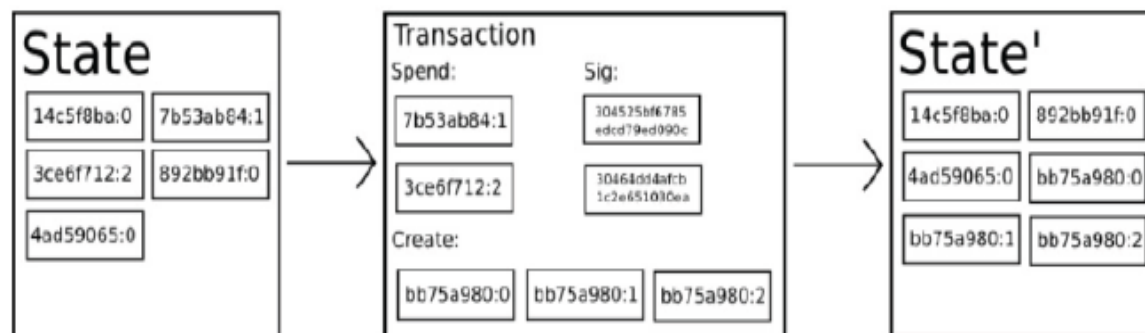 State
14c5f8ba:0 7b53ab84:1
3ce6f712:2 892bb91f:0
4ad59065:0
Transaction
Spend: Sig:
7b53ab84:1
304525bf6785
edcd79ed090c
3ce6f712:2
30464dd4afcb
1c2e651030ea
Create:
bb75a980:0 bb75a980:1 bb75a980:2
State'
14c5f8ba:0 892bb91f:0
4ad59065:0 bb75a980:0
bb75a980:1 bb75a980:2